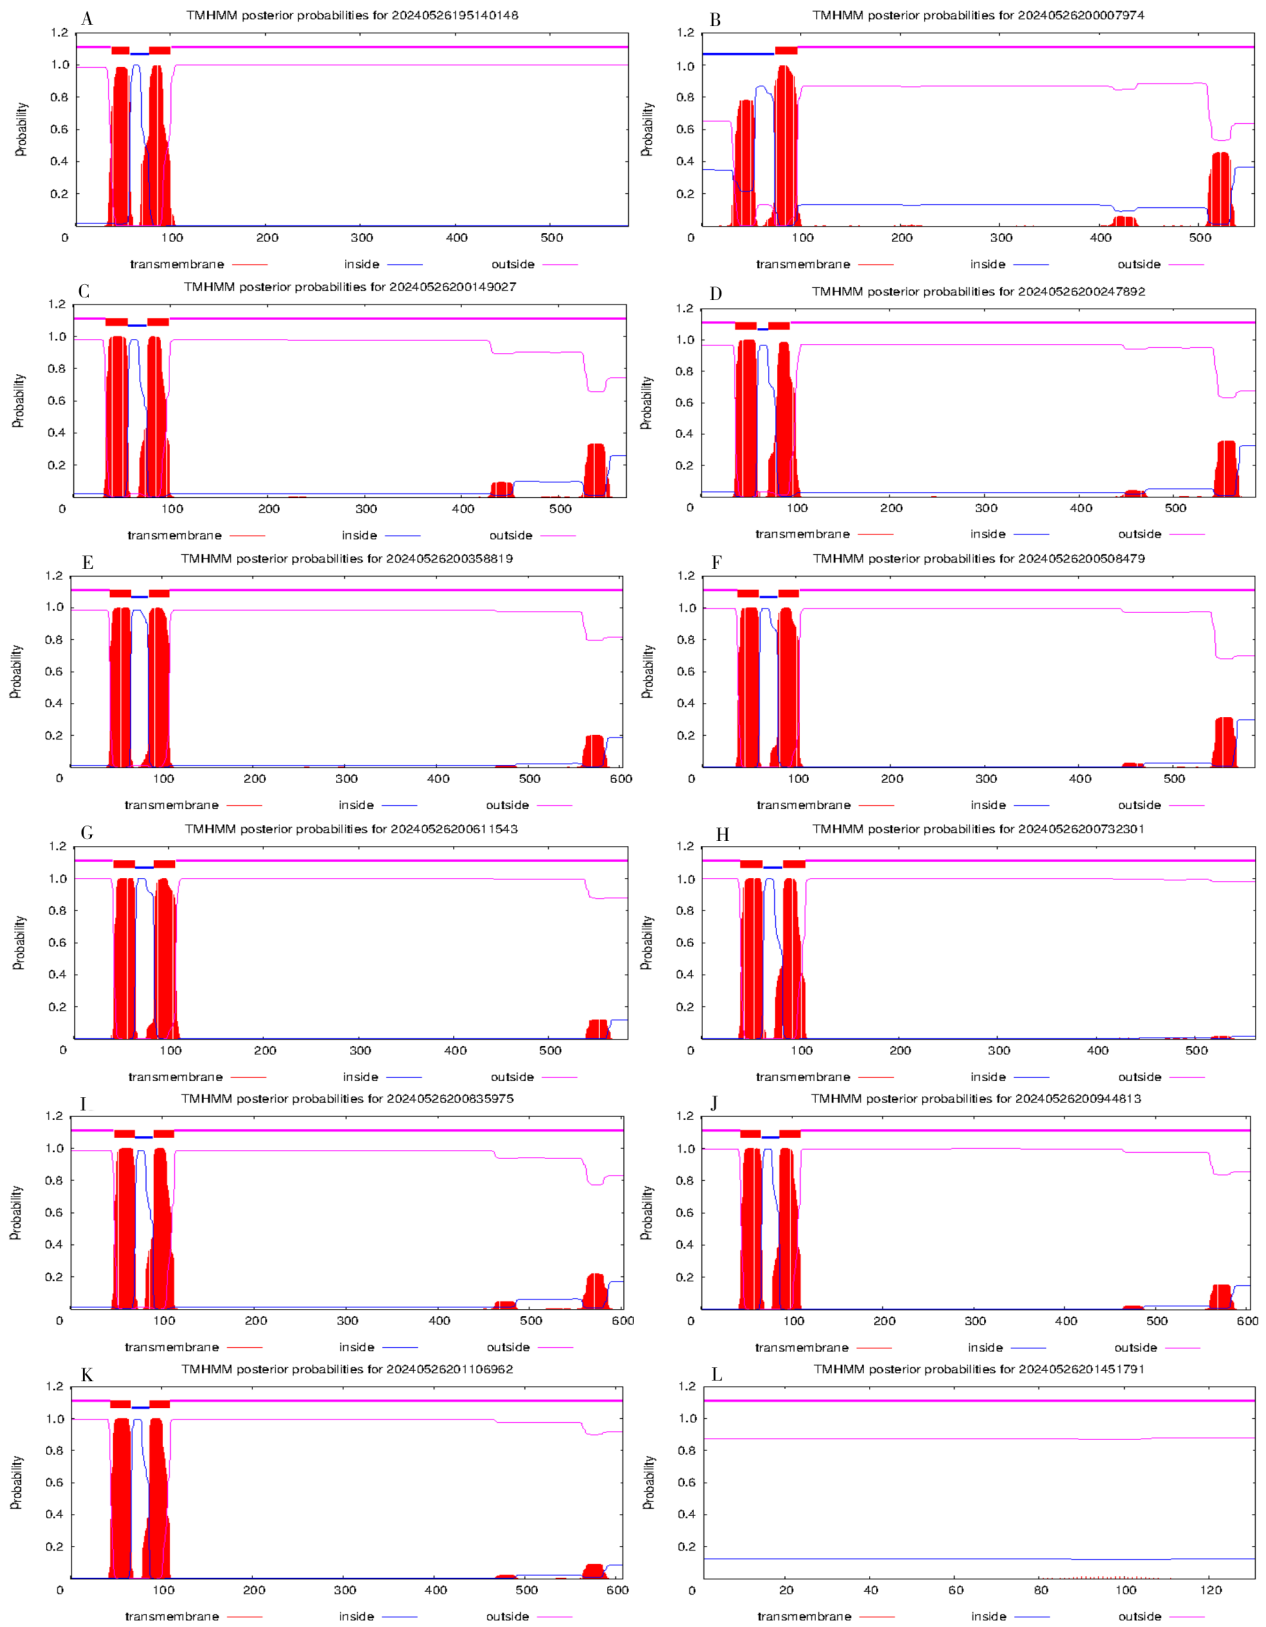 A
TMHMM posterior probabilities for 20240526195140148
1.2
1.0
0.8
0.6
0.4
0.2
probability
0 100 200 300 400 500
transmembrane inside outside
B
TMHMM posterior probabilities for 20240526200007974
1.2
1.0
0.8
0.6
0.4
0.2
probability
0 100 200 300 400 500
transmembrane inside outside
C
TMHMM posterior probabilities for 20240526200149027
1.2
1.0
0.8
0.6
0.4
0.2
probability
0 100 200 300 400 500
transmembrane inside outside
D
TMHMM posterior probabilities for 20240526200247892
1.2
1.0
0.8
0.6
0.4
0.2
probability
0 100 200 300 400 500
transmembrane inside outside
E
TMHMM posterior probabilities for 20240526200358819
1.2
1.0
0.8
0.6
0.4
0.2
probability
0 100 200 300 400 500 600
transmembrane inside outside
F
TMHMM posterior probabilities for 20240526200508479
1.2
1.0
0.8
0.6
0.4
0.2
probability
0 100 200 300 400 500
transmembrane inside outside
G
TMHMM posterior probabilities for 20240526200611543
1.2
1.0
0.8
0.6
0.4
0.2
probability
0 100 200 300 400 500
transmembrane inside outside
H
TMHMM posterior probabilities for 20240526200732301
1.2
1.0
0.8
0.6
0.4
0.2
probability
0 100 200 300 400 500
transmembrane inside outside
I
TMHMM posterior probabilities for 20240526200835975
1.2
1.0
0.8
0.6
0.4
0.2
probability
0 100 200 300 400 500 600
transmembrane inside outside
J
TMHMM posterior probabilities for 20240526200944813
1.2
1.0
0.8
0.6
0.4
0.2
probability
0 100 200 300 400 500 600
transmembrane inside outside
K
TMHMM posterior probabilities for 20240526201106962
1.2
1.0
0.8
0.6
0.4
0.2
probability
0 100 200 300 400 500 600
transmembrane inside outside
L
TMHMM posterior probabilities for 20240526201451791
1.2
1.0
0.8
0.6
0.4
0.2
probability
0 20 40 60 80 100 120
transmembrane inside outside